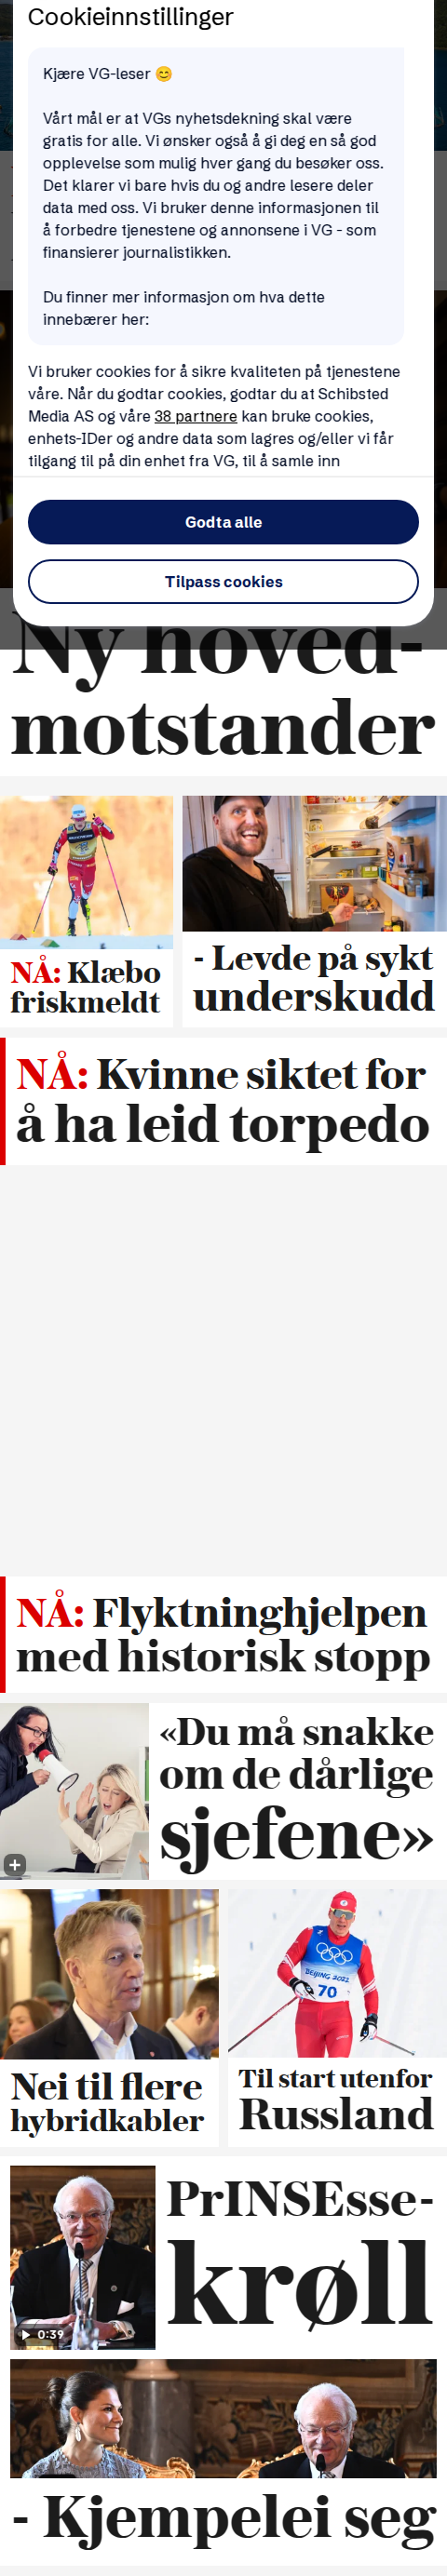 Cookieinnstillinger
Kjære VG-leser 😊
Vårt mål er at VGs nyhetsdekning skal være
gratis for alle. Vi ønsker også å gi deg en så god
opplevelse som mulig hver gang du besøker oss.
Det klarer vi bare hvis du og andre lesere deler
data med oss. Vi bruker denne informasjonen til
å forbedre tjenestene og annonsene i VG - som
finansierer journalistikken.
Du finner mer informasjon om hva dette
innebærer her:
Vi bruker cookies for å sikre kvaliteten på tjenestene
våre. Når du godtar cookies, godtar du at Schibsted
Media AS og våre 38 partnere kan bruke cookies,
enhets-IDer og andre data som lagres og/eller vi får
tilgang til på din enhet fra VG, til å samle inn
Godta alle
Tilpass cookies
Ny hoved-
motstander
NÅ: Klæbo
friskmeldt
- Levde på sykt
underskudd
NÅ: Kvinne siktet for
å ha leid torpedo
NÅ: Flyktninghjelpen
med historisk stopp
«Du må snakke
om de dårlige
sjefene»
Nei til flere
hybridkabler
BEIJING 2022
70
Til start utenfor
Russland
PrINSEsse-
krøll
0:39
- Kjempelei seg